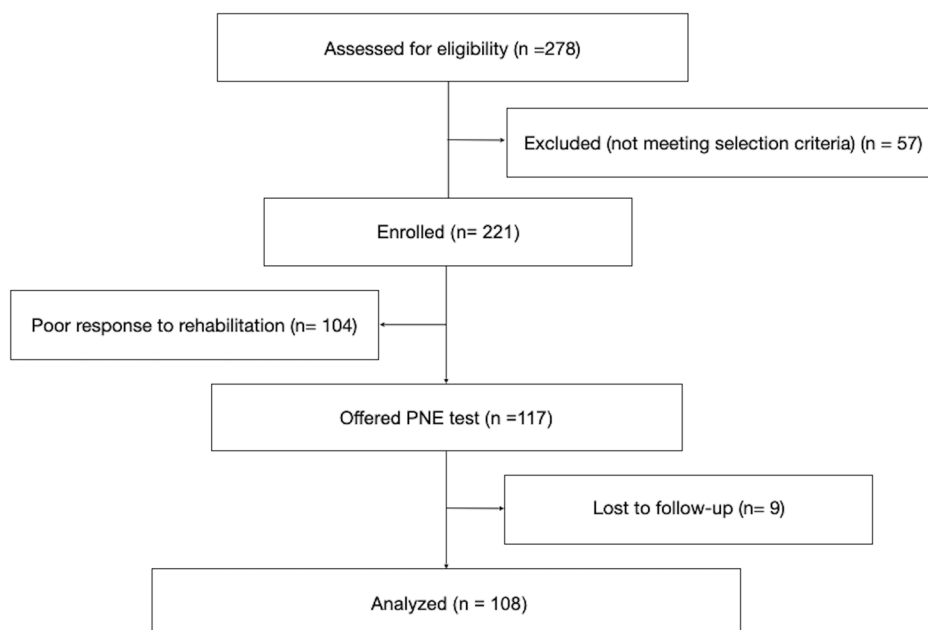 Assessed for eligibility (n =278)
Excluded (not meeting selection criteria) (n = 57)
Enrolled (n= 221)
Poor response to rehabilitation (n= 104)
Offered PNE test (n =117)
Lost to follow-up (n= 9)
Analyzed (n = 108)